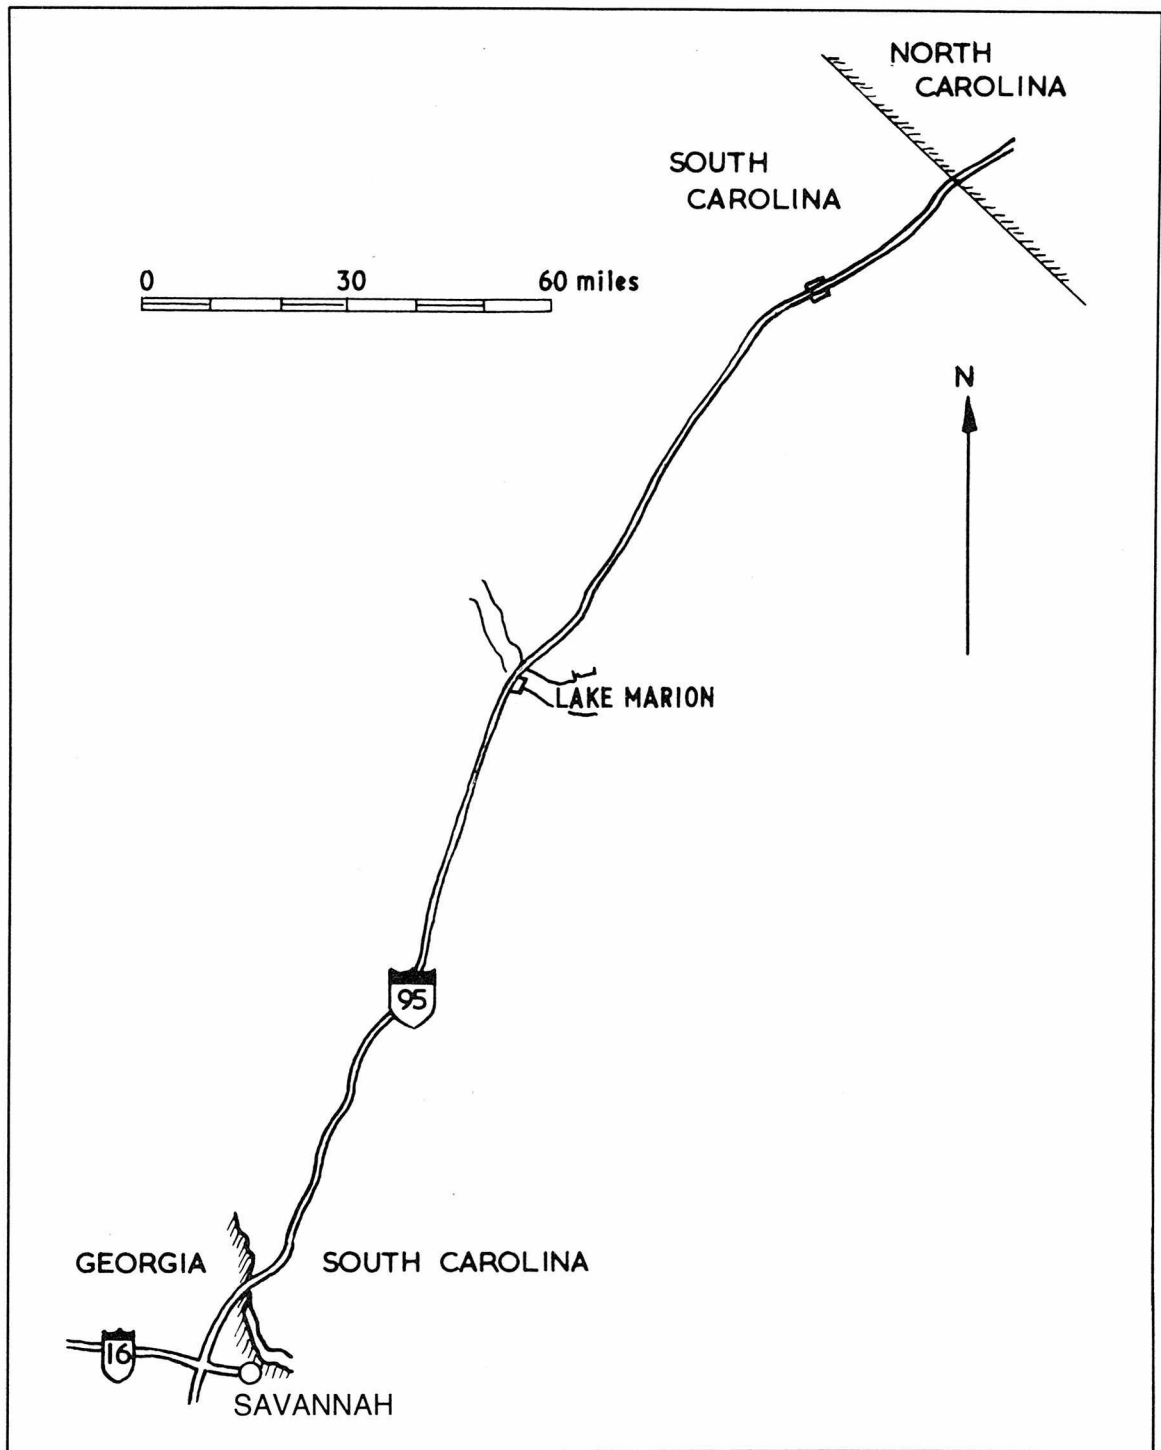 NORTH
CAROLINA
SOUTH
CAROLINA
0 30 60 miles
N
LAKE MARION
95
GEORGIA SOUTH CAROLINA
16
SAVANNAH